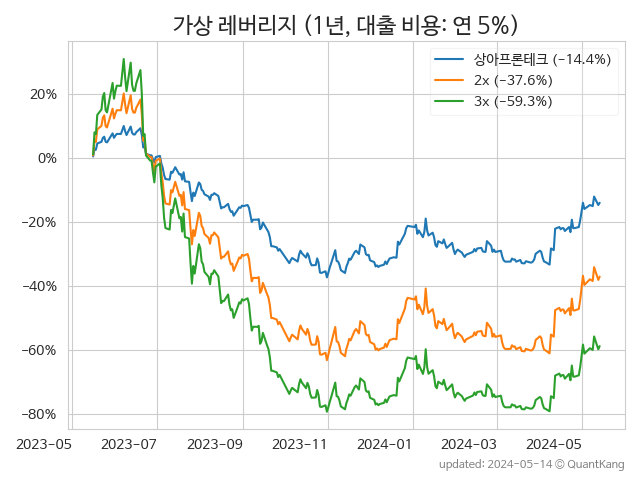 가상 레버리지 (1년, 대출 비용: 연 5%)
상아프론테크 (−14.4%)
2x (−37.6%)
3x (−59.3%)
20%
0%
−20%
−40%
−60%
−80%
2023-05 2023-07 2023-09 2023-11 2024-01 2024-03 2024-05
updated: 2024-05-14 © QuantKang